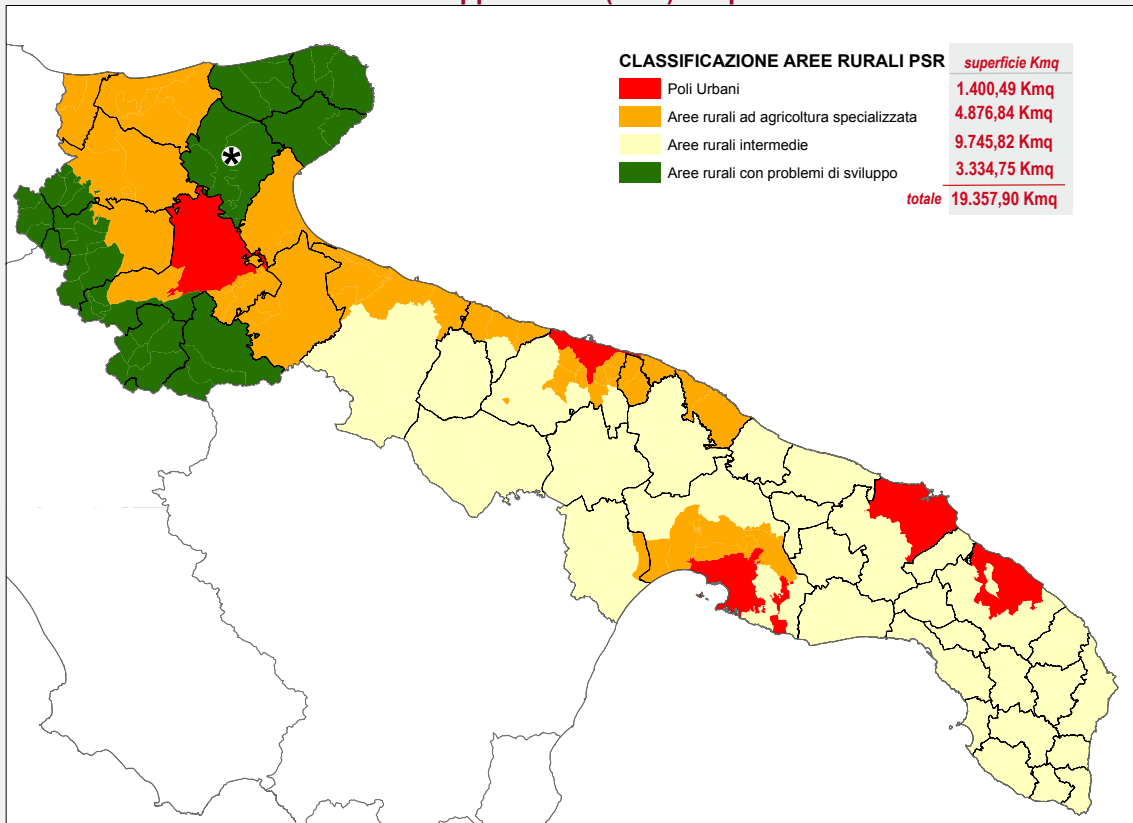 CLASSIFICAZIONE AREE RURALI PSR
superficie Kmq
Poli Urbani
1.400,49 Kmq
Aree rurali ad agricoltura specializzata
4.876,84 Kmq
Aree rurali intermedie
9.745,82 Kmq
Aree rurali con problemi di sviluppo
3.334,75 Kmq
totale 19.357,90 Kmq
*